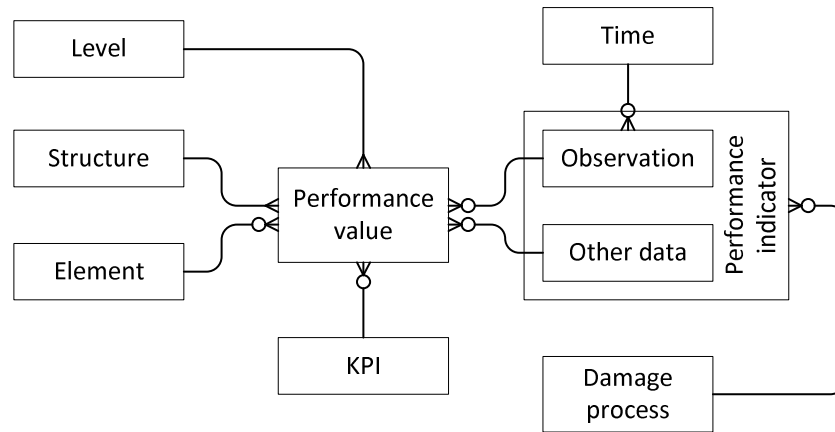 Level
Time
Structure
Observation
Performance
value
Performance
indicator
Element
Other data
KPI
Damage
process